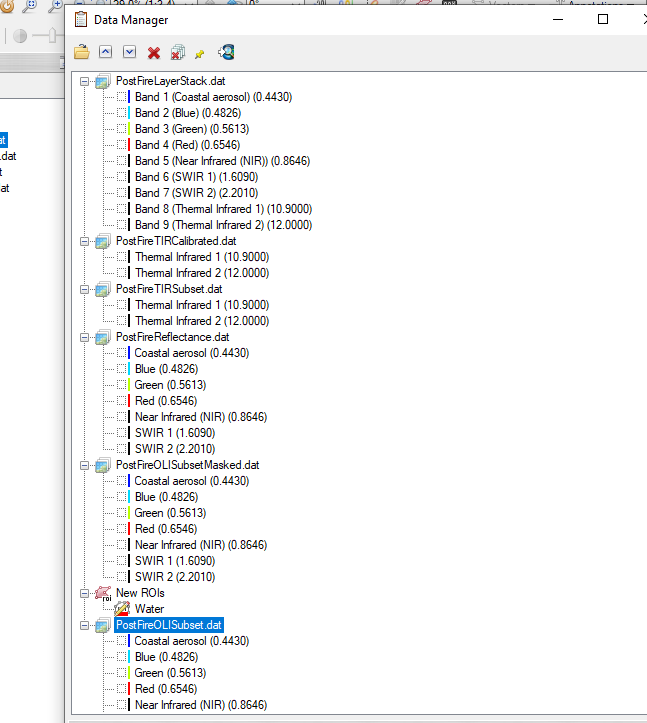 Data Manager
PostFireLayerStack.dat
Band 1 (Coastal aerosol) (0.4430)
Band 2 (Blue) (0.4826)
Band 3 (Green) (0.5613)
Band 4 (Red) (0.6546)
Band 5 (Near Infrared (NIR)) (0.8646)
Band 6 (SWIR 1) (1.6090)
Band 7 (SWIR 2) (2.2010)
Band 8 (Thermal Infrared 1) (10.9000)
Band 9 (Thermal Infrared 2) (12.0000)
PostFireTIRCalibrated.dat
Thermal Infrared 1 (10.9000)
Thermal Infrared 2 (12.0000)
PostFireTIRSubset.dat
Thermal Infrared 1 (10.9000)
Thermal Infrared 2 (12.0000)
PostFireReflectance.dat
Coastal aerosol (0.4430)
Blue (0.4826)
Green (0.5613)
Red (0.6546)
Near Infrared (NIR) (0.8646)
SWIR 1 (1.6090)
SWIR 2 (2.2010)
PostFireOLISubsetMasked.dat
Coastal aerosol (0.4430)
Blue (0.4826)
Green (0.5613)
Red (0.6546)
Near Infrared (NIR) (0.8646)
SWIR 1 (1.6090)
SWIR 2 (2.2010)
New ROIs
Water
PostFireOLISubset.dat
Coastal aerosol (0.4430)
Blue (0.4826)
Green (0.5613)
Red (0.6546)
Near Infrared (NIR) (0.8646)
at
.dat
t
at
roi